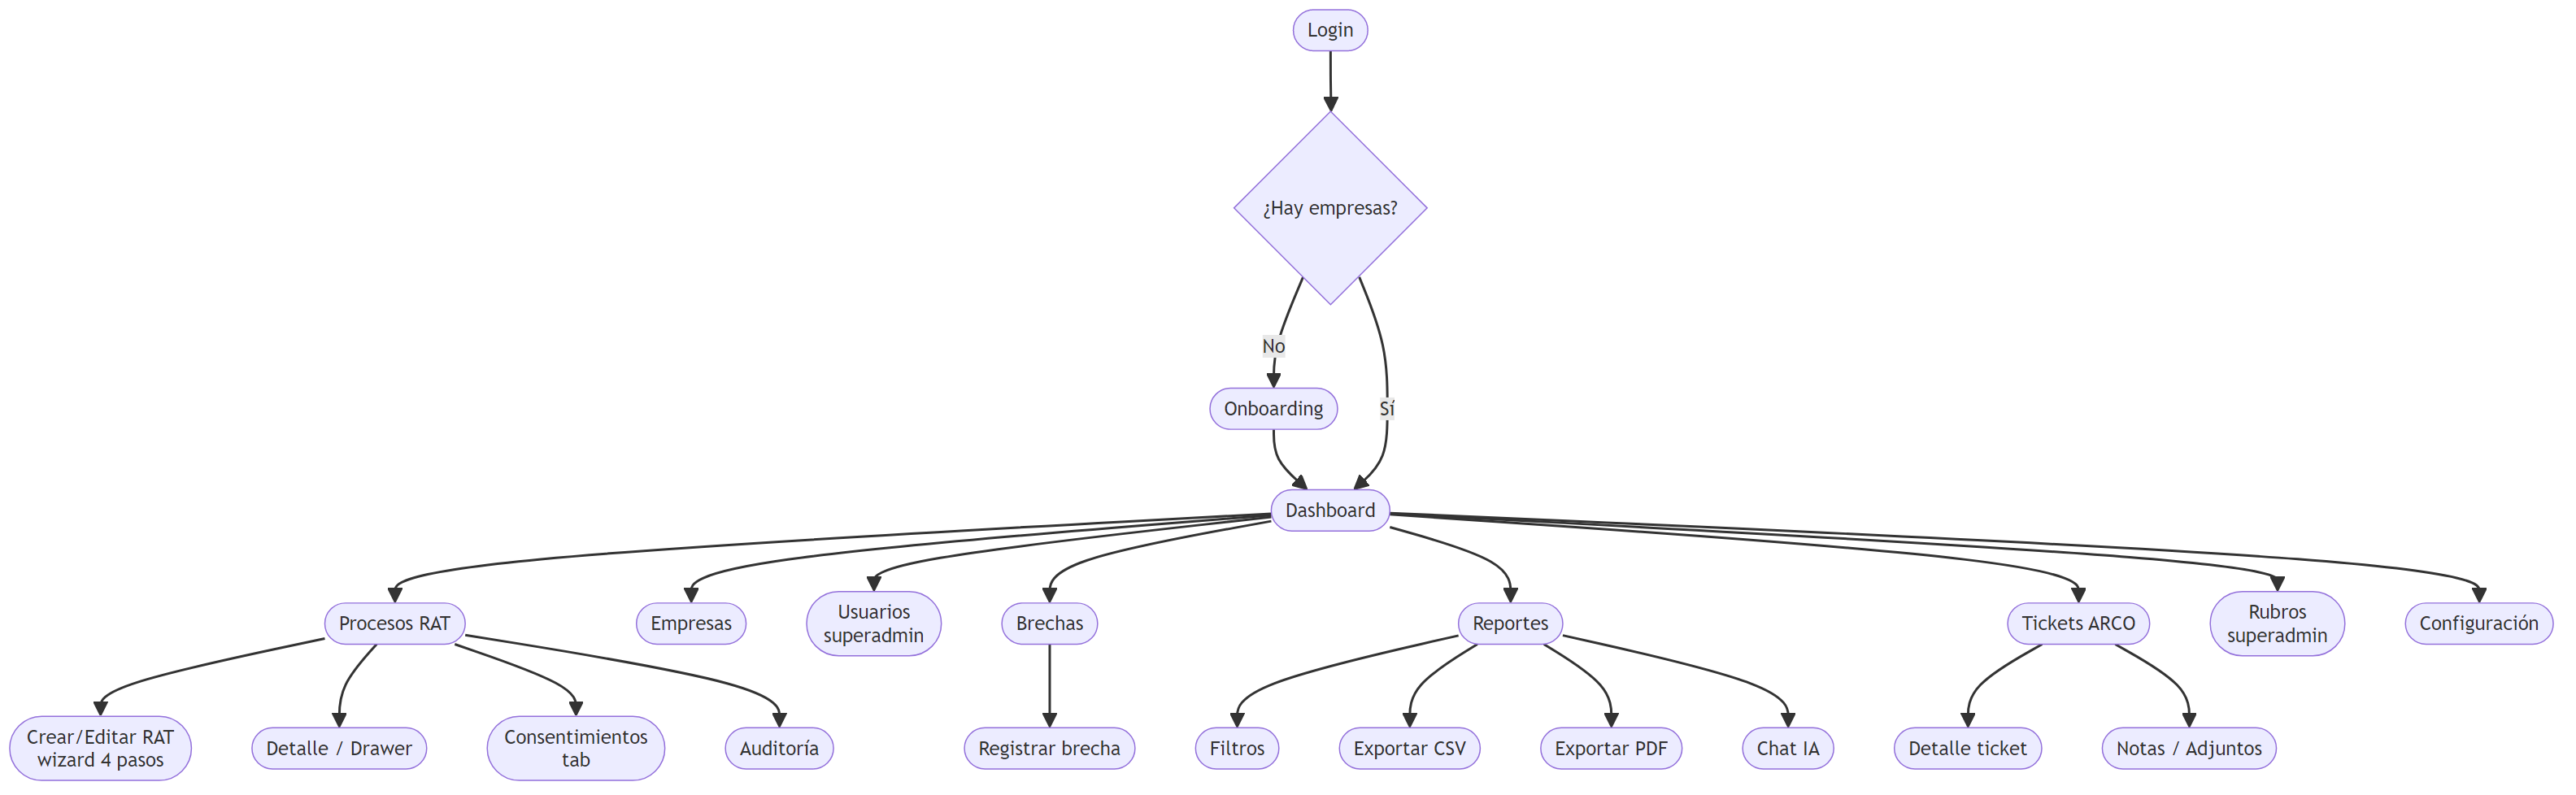 Login
¿Hay empresas?
No
Onboarding
Sí
Dashboard
Procesos RAT
Empresas
Usuarios
superadmin
Brechas
Reportes
Tickets ARCO
Rubros
superadmin
Configuración
Crear/Editar RAT
wizard 4 pasos
Detalle / Drawer
Consentimientos
tab
Auditoría
Registrar brecha
Filtros
Exportar CSV
Exportar PDF
Chat IA
Detalle ticket
Notas / Adjuntos